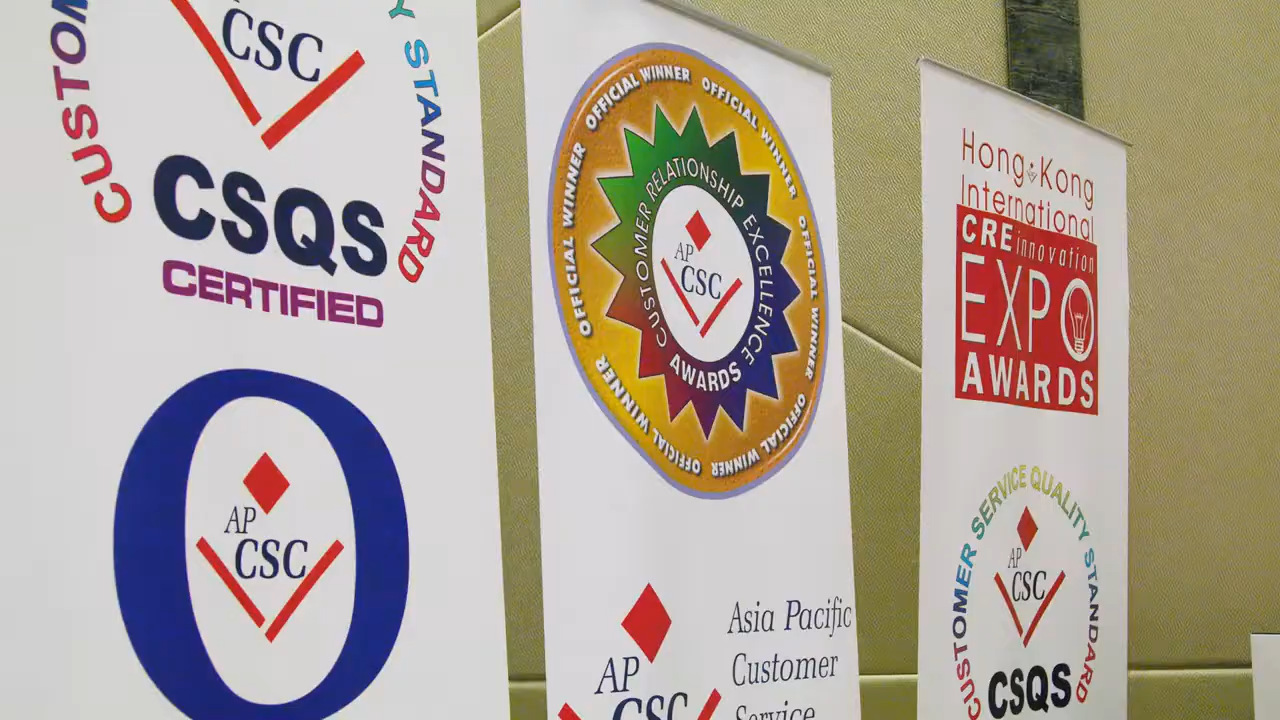 CUSTOM
Y STANDARD
CSC
CSQS
CERTIFIED
AP
CSC
OFFICIAL WINNER OFFICIAL WINNER OFFICIAL WINNER OFFICIAL WINNER OFFICIAL WINNER OFFICIAL WINNER
CUSTOMER RELATIONSHIP EXCELLENCE
AP
CSC
AWARDS
AP
CSC
Asia Pacific
Customer
Service
Hong Kong
International
CRE innovation
EXPO
AWARDS
CUSTOMER SERVICE QUALITY STANDARD
AP
CSC
CSQS